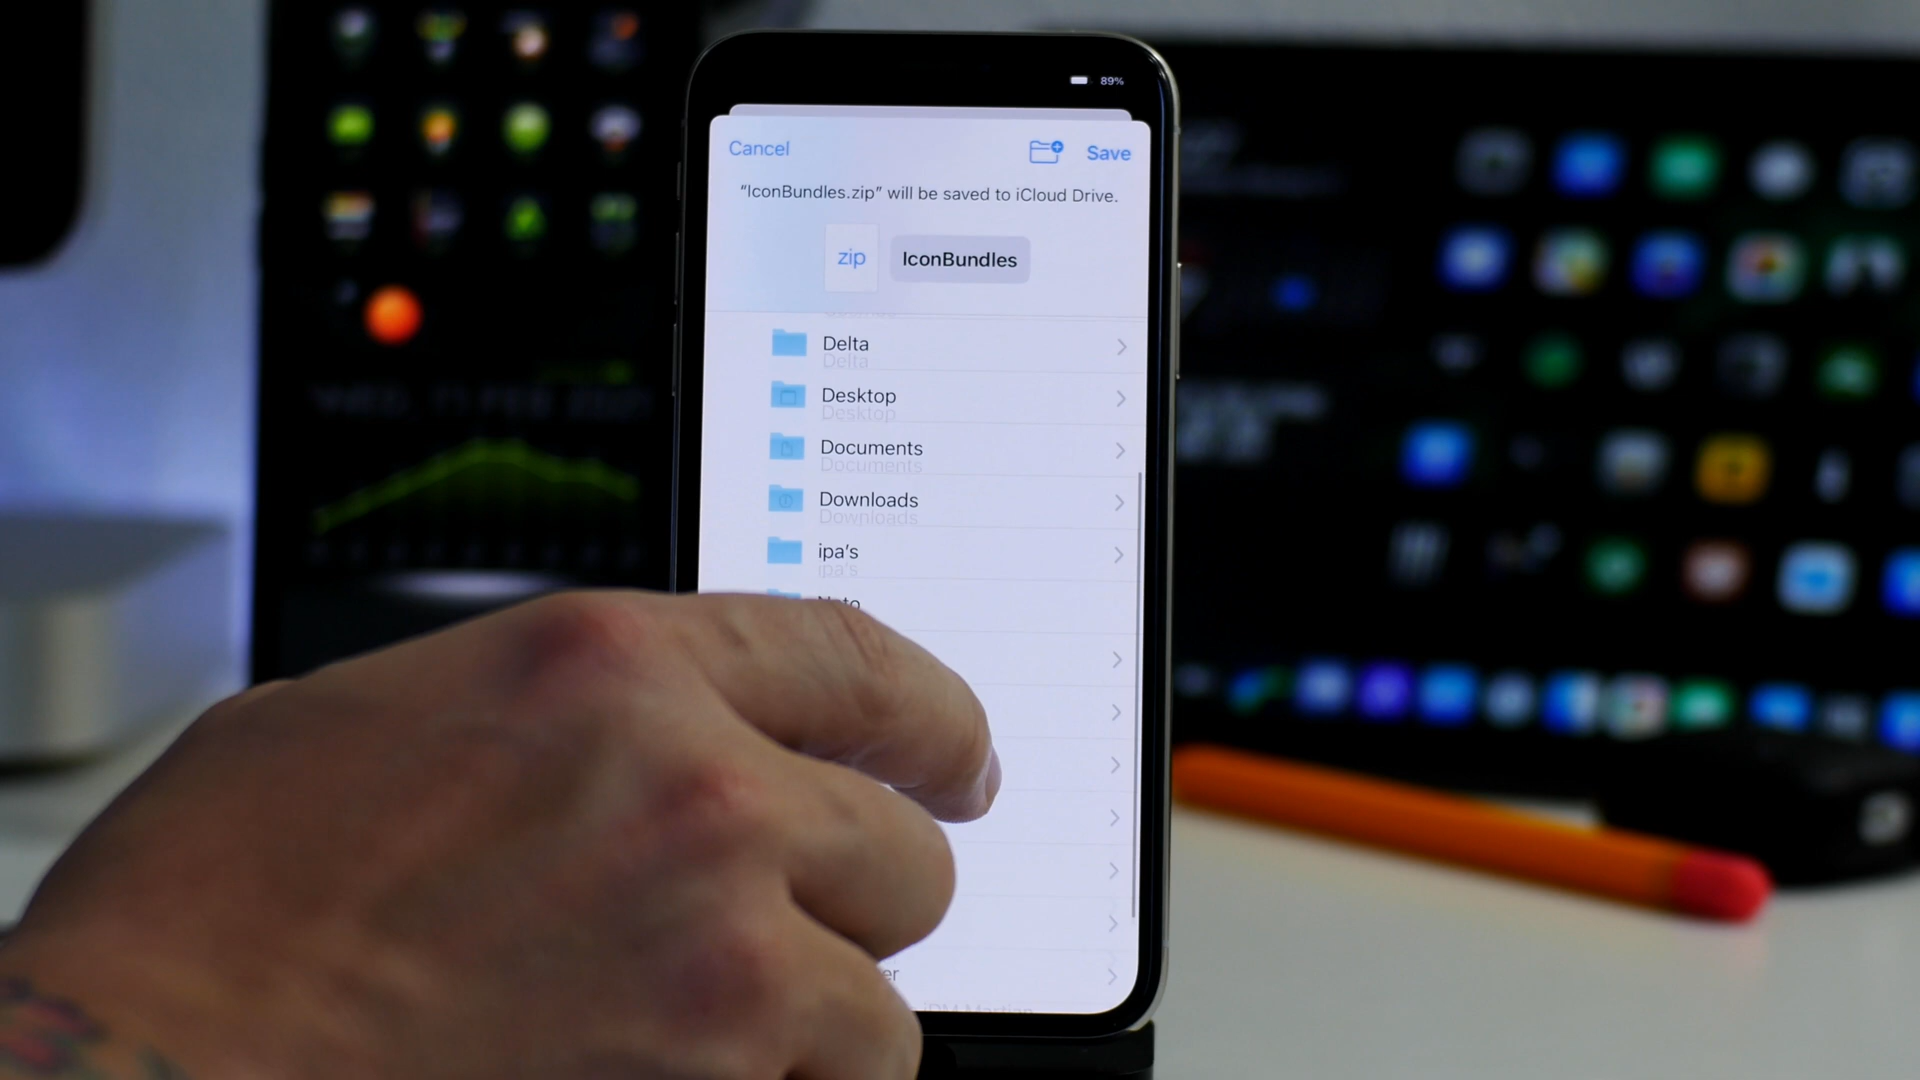 89%
Cancel
Save
“IconBundles.zip” will be saved to iCloud Drive.
zip
IconBundles
Delta
Desktop
Documents
Downloads
ipa's